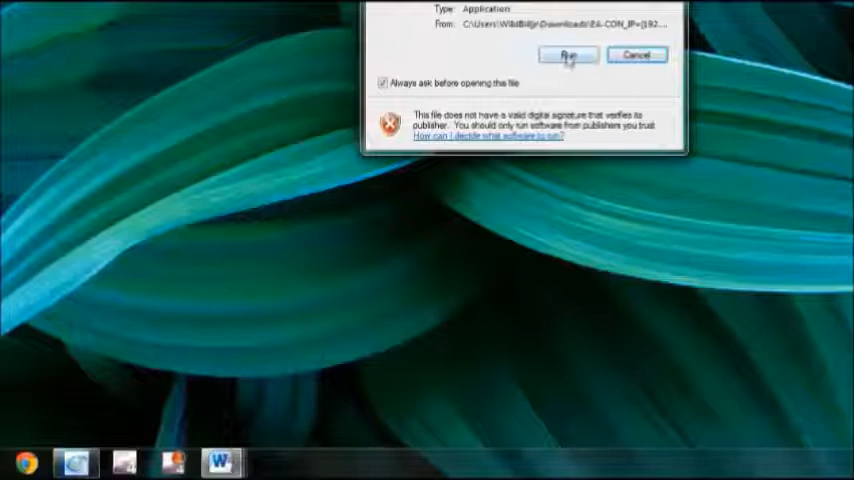 Type: Application
From: C:\Users\WildBilljr\Downloads\EA-CON_IP=(192...
Run
Cancel
Always ask before opening this file
This file does not have a valid digital signature that verifies its
publisher. You should only run software from publishers you trust
How can I decide what software to run?
W